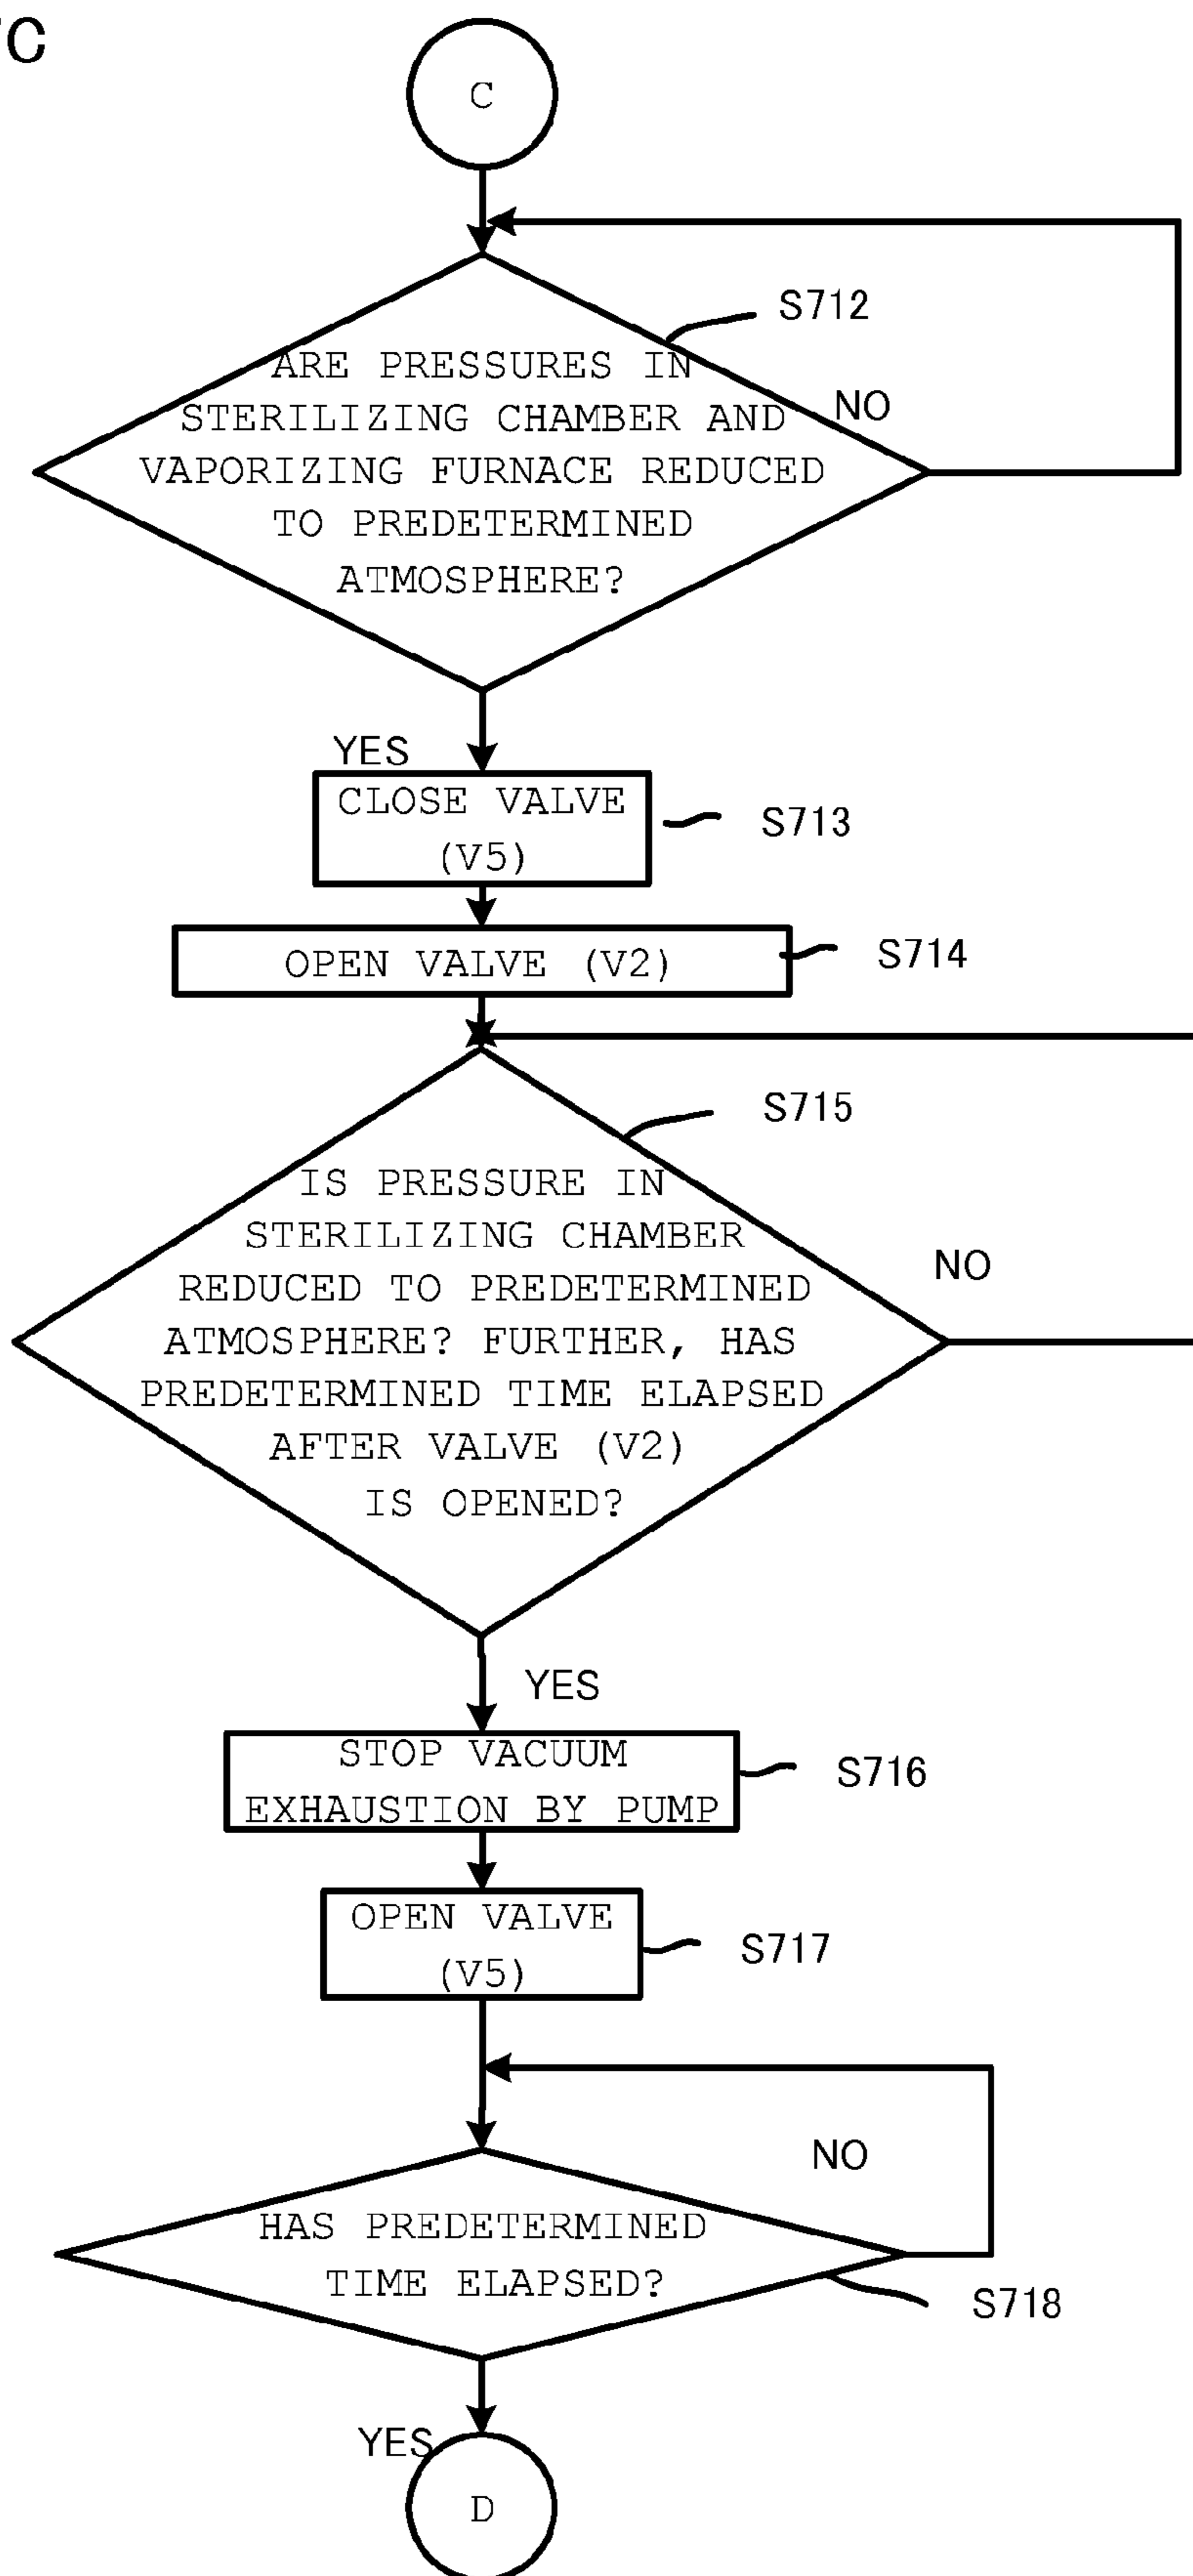 C
C
S712
ARE PRESSURES IN
STERILIZING CHAMBER AND
VAPORIZING FURNACE REDUCED
TO PREDETERMINED
ATMOSPHERE?
NO
YES
CLOSE VALVE
(V5)
S713
OPEN VALVE (V2)
S714
S715
IS PRESSURE IN
STERILIZING CHAMBER
REDUCED TO PREDETERMINED
ATMOSPHERE? FURTHER, HAS
PREDETERMINED TIME ELAPSED
AFTER VALVE (V2)
IS OPENED?
NO
YES
STOP VACUUM
EXHAUSTION BY PUMP
S716
OPEN VALVE
(V5)
S717
NO
HAS PREDETERMINED
TIME ELAPSED?
S718
YES
D